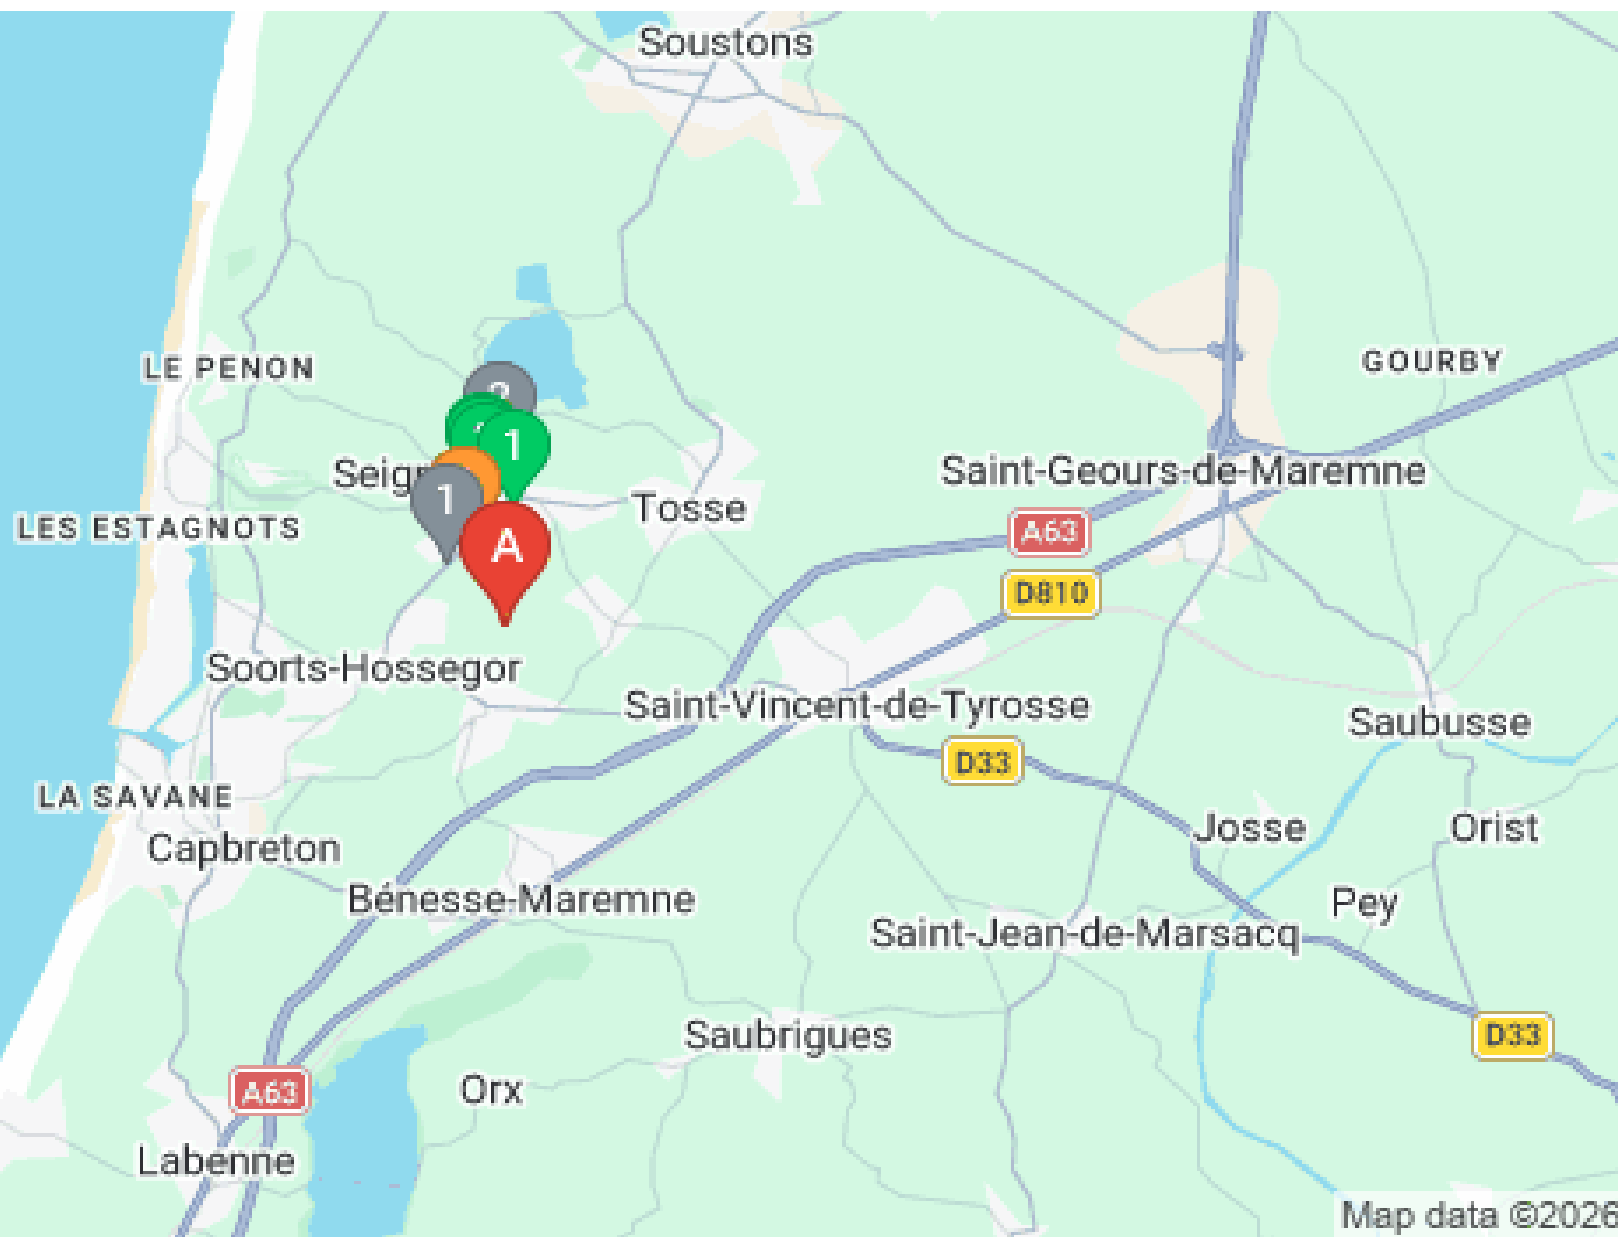 Soustons
LE PENON
GOURBY
1
Seig
Saint-Geours-de-Maremne
1
Tosse
LES ESTAGNOTS
A63
A
D810
Soorts-Hossegor
Saint-Vincent-de-Tyrosse
Saubusse
D33
LA SAVANE
Capbreton
Josse
Orist
Bénesse-Maremne
Pey
Saint-Jean-de-Marsacq
Saubrigues
D33
A63
Orx
Labenne
Map data ©2026